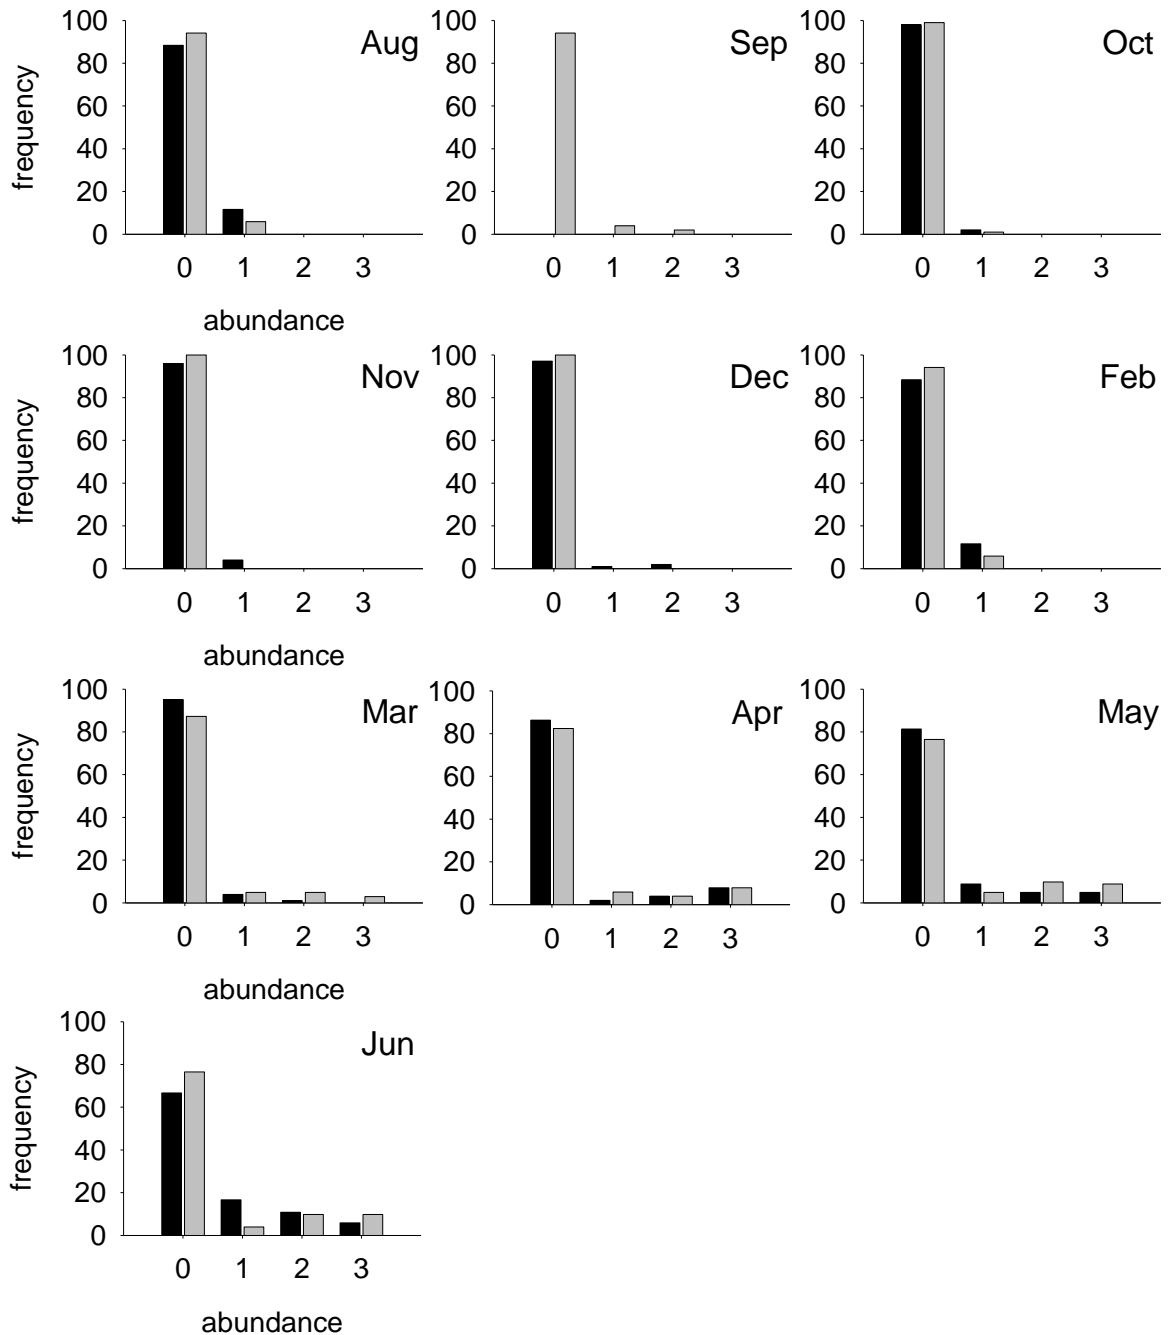 100 Aug 100 Sep 100 Oct
80 80 80
60 60 60
frequency
40 40 40
20 20 20
0 0 0
0 1 2 3 0 1 2 3 0 1 2 3
abundance
100 Nov 100 Dec 100 Feb
80 80 80
60 60 60
frequency
40 40 40
20 20 20
0 0 0
0 1 2 3 0 1 2 3 0 1 2 3
abundance
100 Mar 100 Apr 100 May
80 80 80
60 60 60
frequency
40 40 40
20 20 20
0 0 0
0 1 2 3 0 1 2 3 0 1 2 3
abundance
100 Jun
80
60
frequency
40
20
0
0 1 2 3
abundance